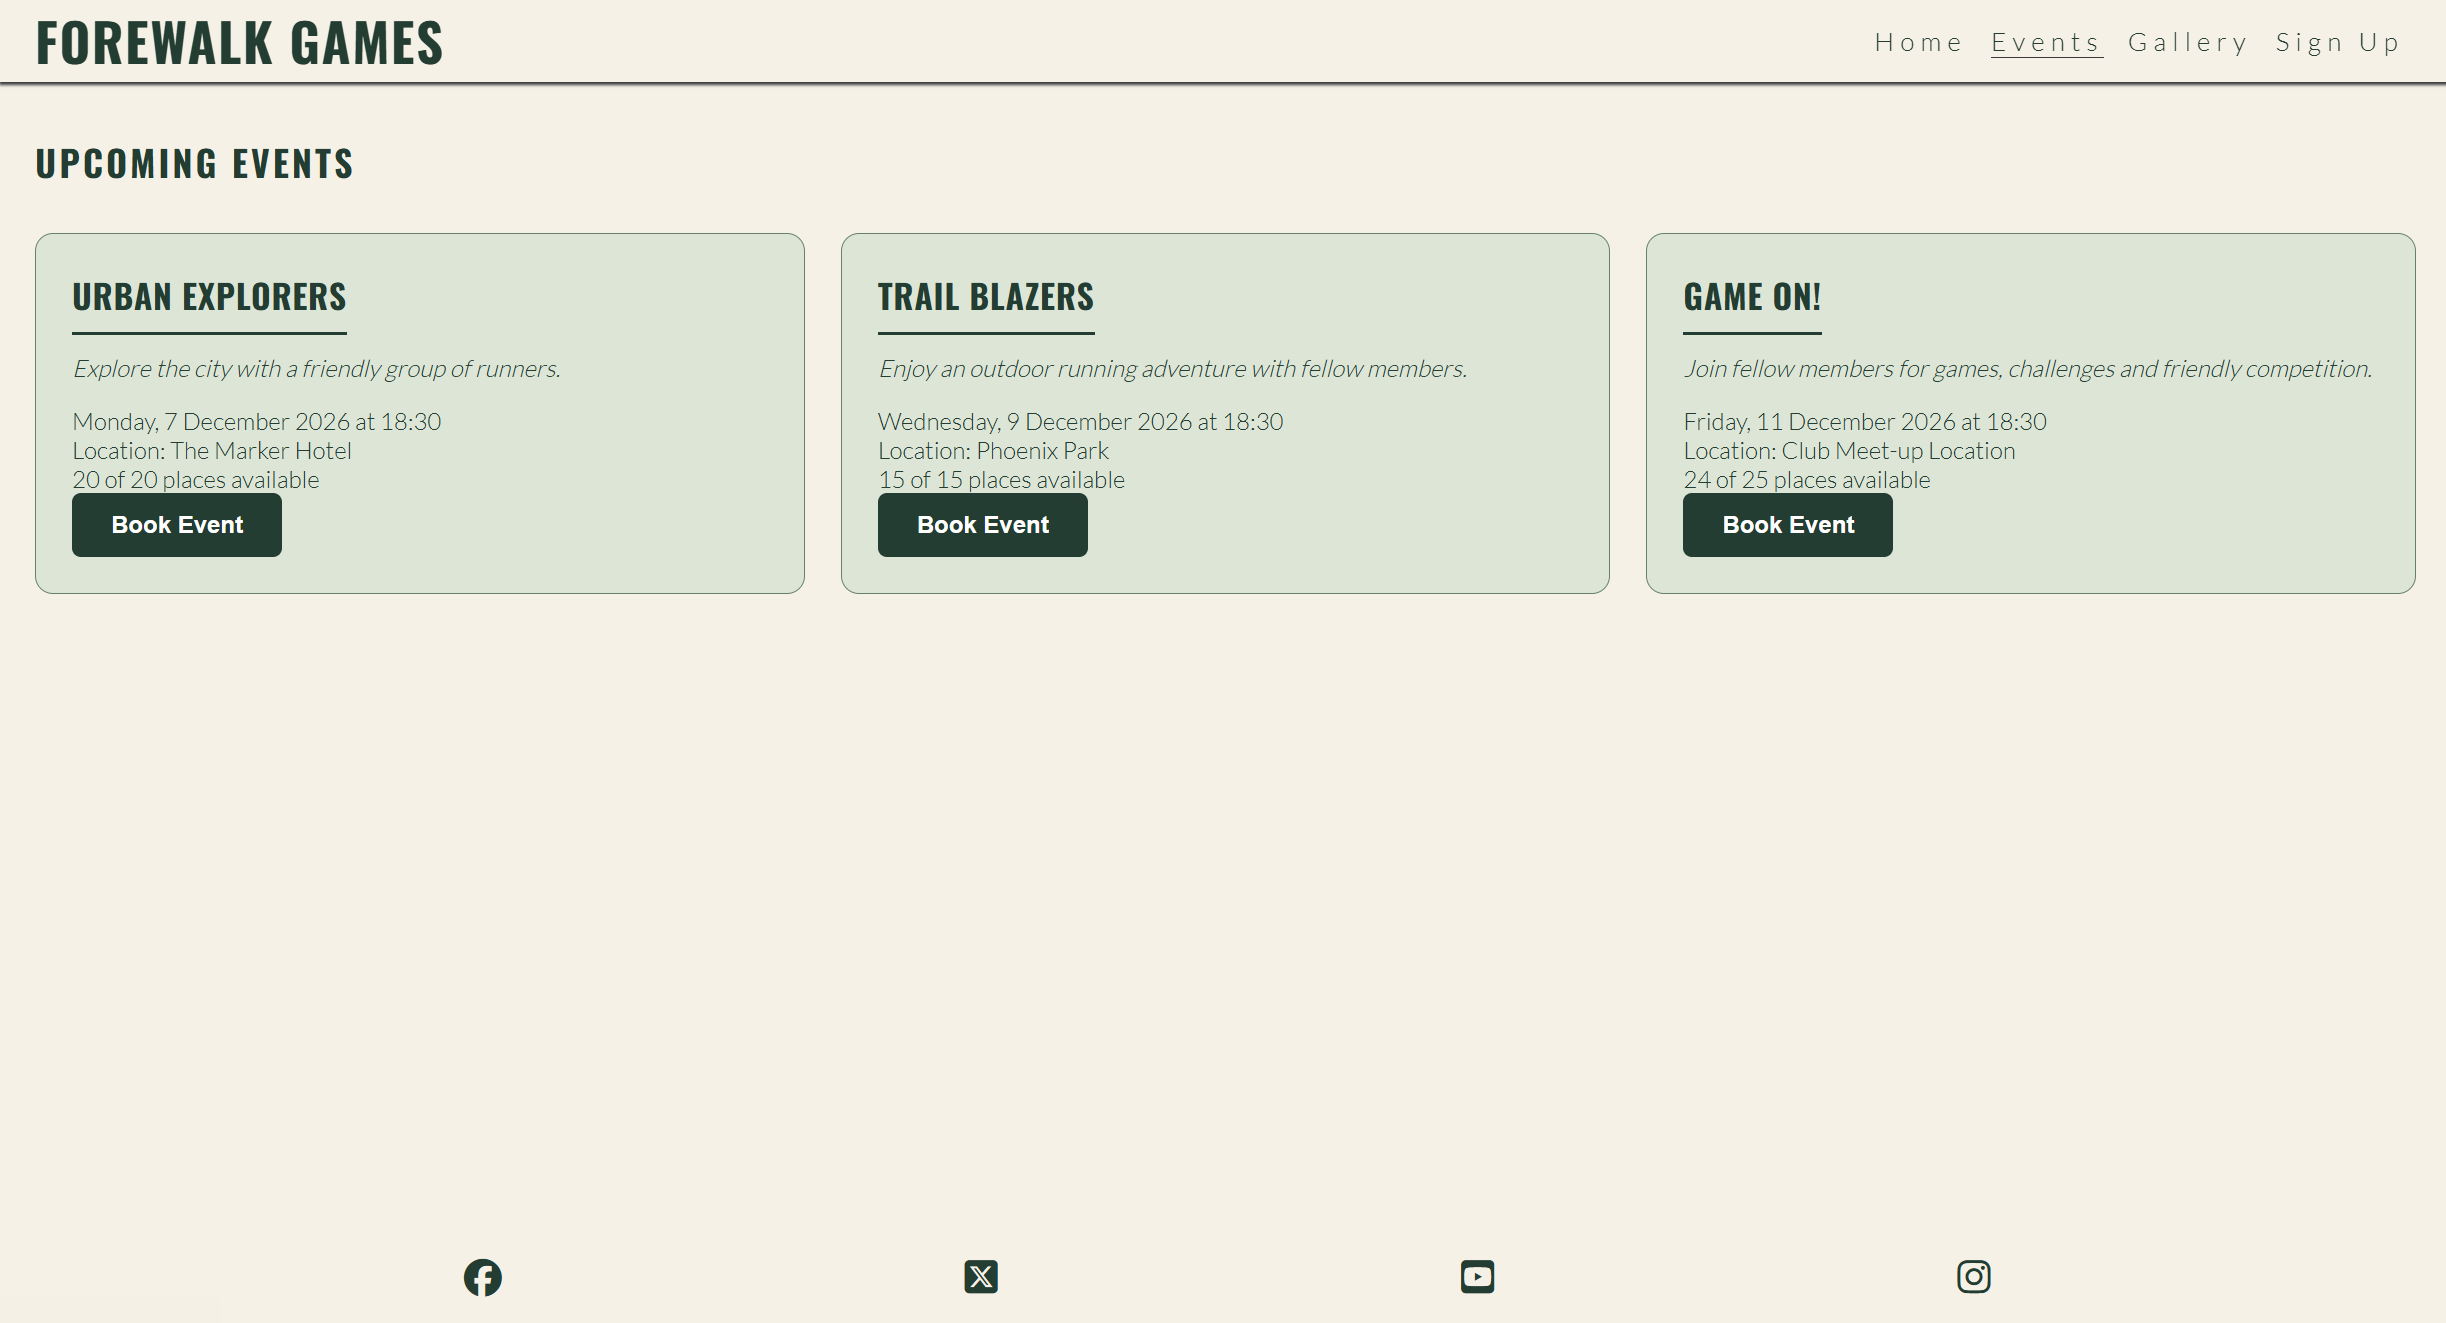 FOREWALK GAMES
Home Events Gallery Sign Up
UPCOMING EVENTS
URBAN EXPLORERS
Explore the city with a friendly group of runners.
Monday, 7 December 2026 at 18:30
Location: The Marker Hotel
20 of 20 places available
Book Event
TRAIL BLAZERS
Enjoy an outdoor running adventure with fellow members.
Wednesday, 9 December 2026 at 18:30
Location: Phoenix Park
15 of 15 places available
Book Event
GAME ON!
Join fellow members for games, challenges and friendly competition.
Friday, 11 December 2026 at 18:30
Location: Club Meet-up Location
24 of 25 places available
Book Event